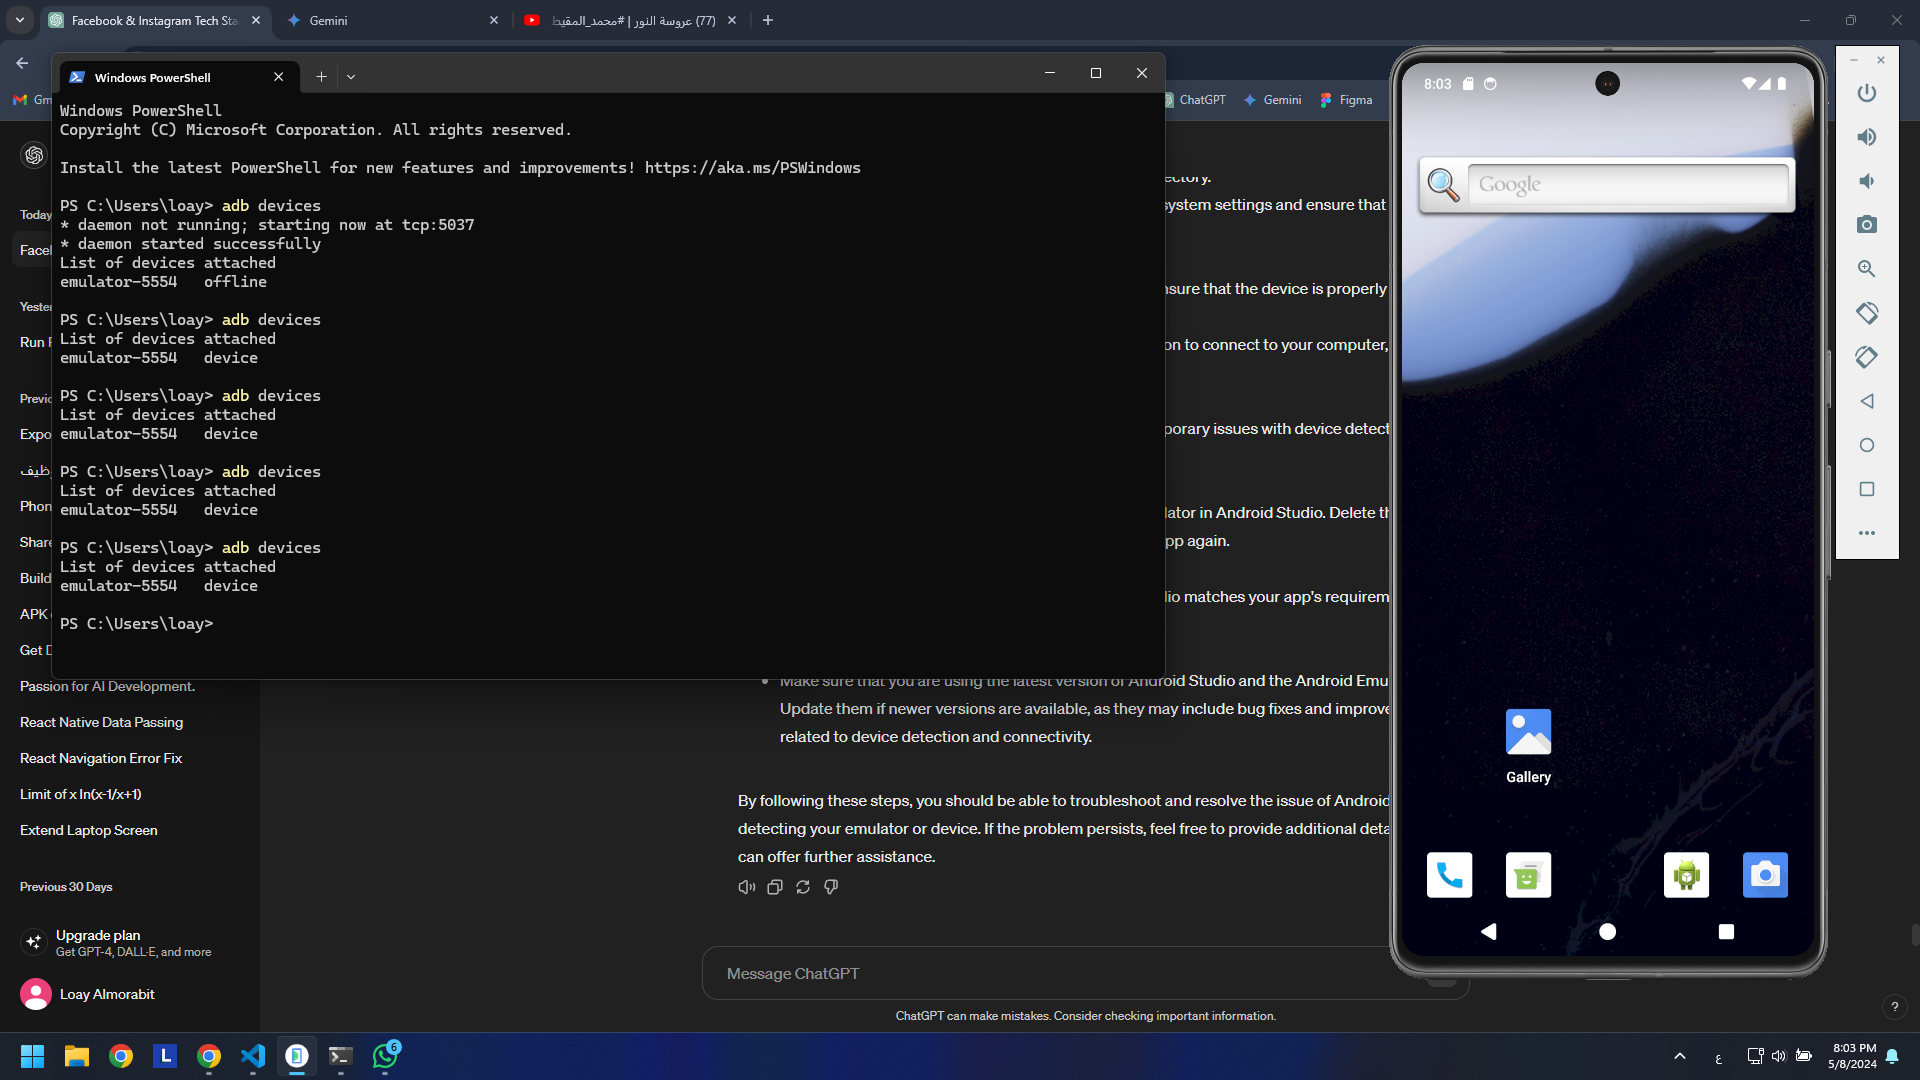 Facebook & Instagram Tech Sta
Gemini
(77) عروسة النور | #محمد_المقيط
Gm
ChatGPT
Gemini
Figma
Windows PowerShell
Windows PowerShell
Copyright (C) Microsoft Corporation. All rights reserved.
Install the latest PowerShell for new features and improvements! https://aka.ms/PSWindows
PS C:\Users\loay> adb devices
* daemon not running; starting now at tcp:5037
* daemon started successfully
List of devices attached
emulator-5554   offline
PS C:\Users\loay> adb devices
List of devices attached
emulator-5554   device
PS C:\Users\loay> adb devices
List of devices attached
emulator-5554   device
PS C:\Users\loay> adb devices
List of devices attached
emulator-5554   device
PS C:\Users\loay> adb devices
List of devices attached
emulator-5554   device
PS C:\Users\loay>
Today
Facel
Yester
Run F
Previo
Expo
وظيف
Phon
Share
Build
APK
Get D
Passion for AI Development.
React Native Data Passing
React Navigation Error Fix
Limit of x ln(x-1/x+1)
Extend Laptop Screen
Previous 30 Days
Upgrade plan
Get GPT-4, DALL·E, and more
Loay Almorabit
ectory.
system settings and ensure that
nsure that the device is properly
on to connect to your computer,
porary issues with device detect
lator in Android Studio. Delete th
pp again.
io matches your app's requirem
Make sure that you are using the latest version of Android Studio and the Android Emu
Update them if newer versions are available, as they may include bug fixes and improve
related to device detection and connectivity.
By following these steps, you should be able to troubleshoot and resolve the issue of Android
detecting your emulator or device. If the problem persists, feel free to provide additional deta
can offer further assistance.
Message ChatGPT
ChatGPT can make mistakes. Consider checking important information.
?
8:03
Google
Gallery
L
6
ع
8:03 PM
5/8/2024